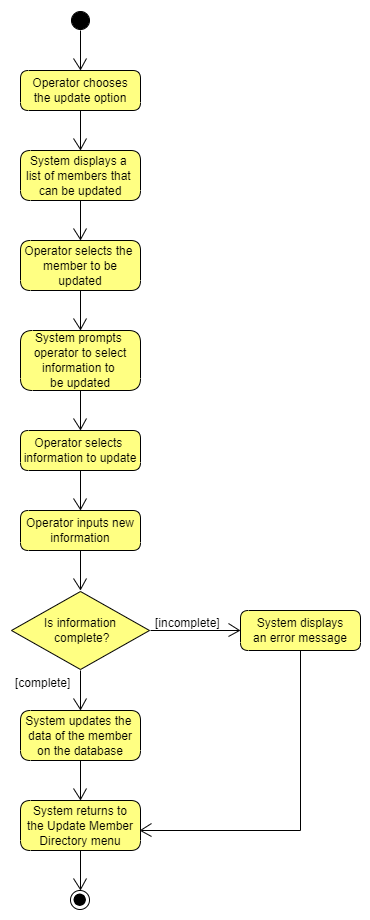 Operator chooses
the update option
System displays a
list of members that
can be updated
Operator selects the
member to be
updated
System prompts
operator to select
information to
be updated
Operator selects
information to update
Operator inputs new
information
Is information
complete?
[incomplete]
System displays
an error message
[complete]
System updates the
data of the member
on the database
System returns to
the Update Member
Directory menu